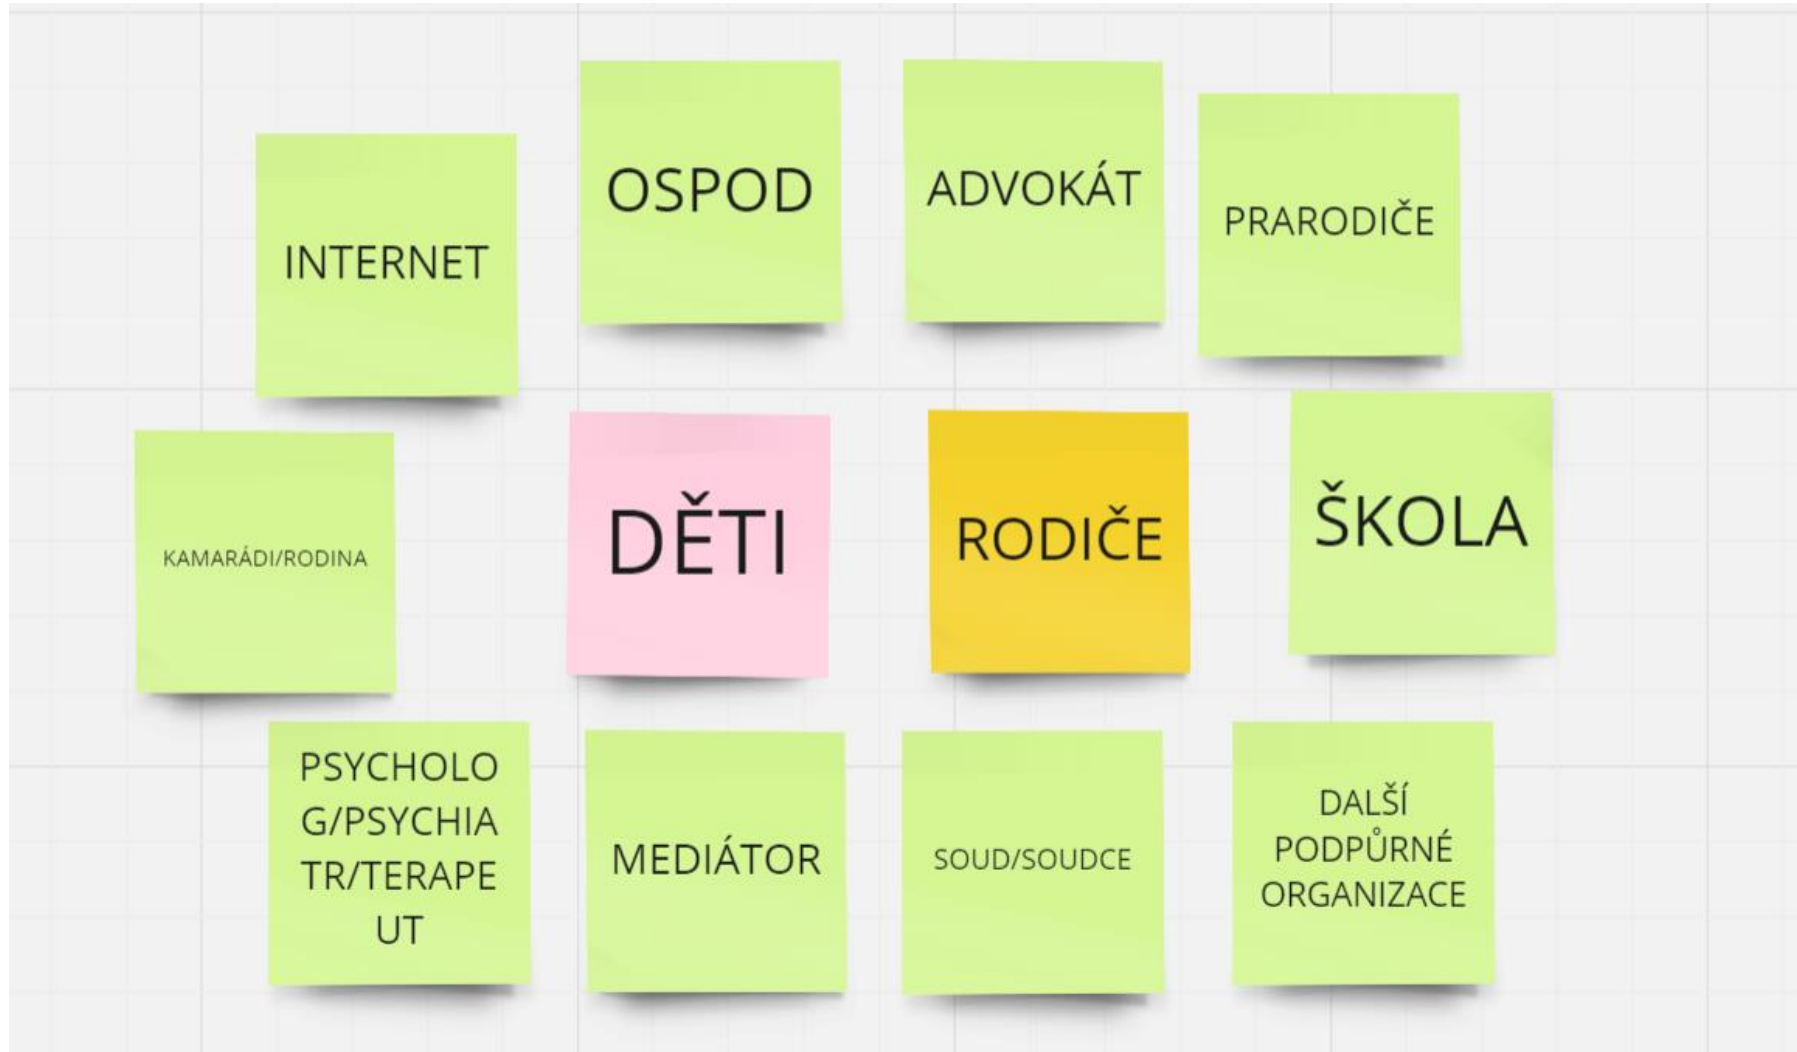 INTERNET
OSPOD
ADVOKÁT
PRARODIČE
KAMARÁDI/RODINA
DĚTI
RODIČE
ŠKOLA
PSYCHOLO
G/PSYCHIA
TR/TERAPE
UT
MEDIÁTOR
SOUD/SOUDCE
DALŠÍ
PODPŮRNÉ
ORGANIZACE